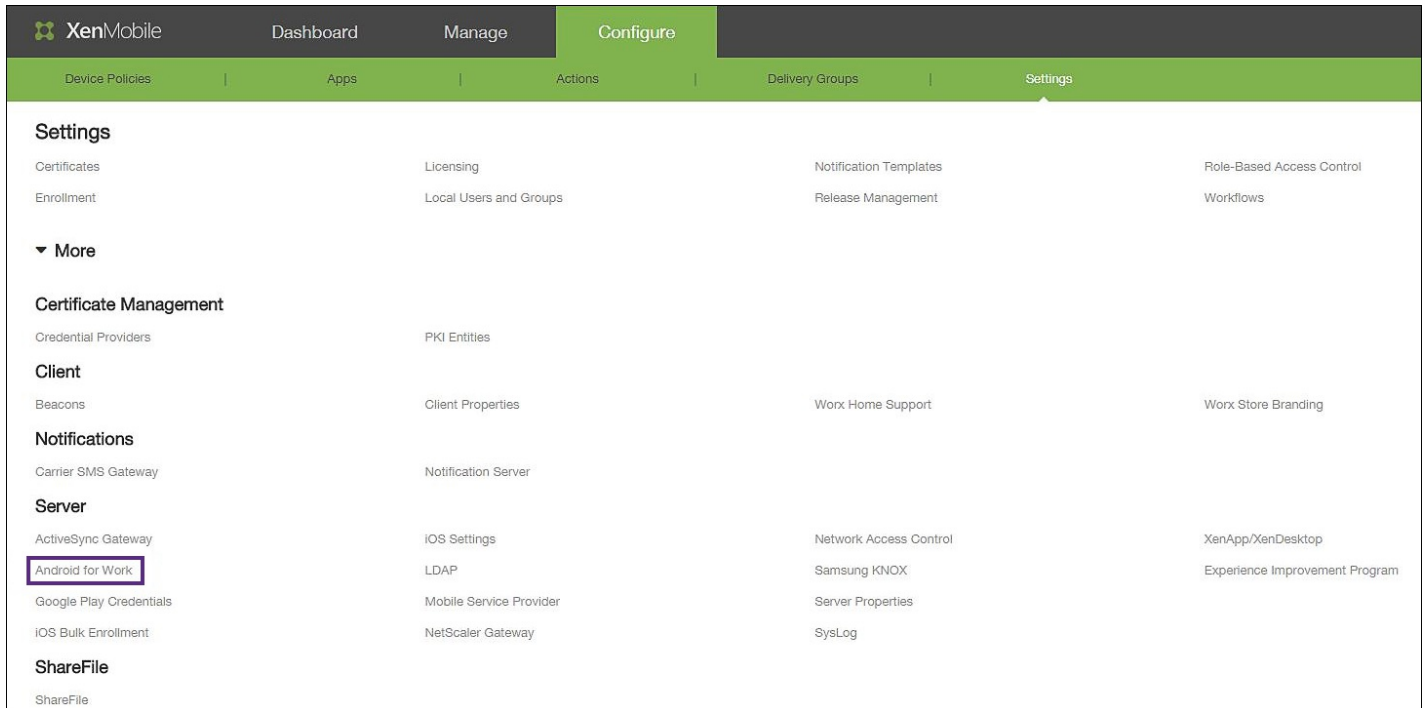 XenMobile Dashboard Manage Configure
Device Policies | Apps | Actions | Delivery Groups | Settings
Settings
Certificates Licensing Notification Templates Role-Based Access Control
Enrollment Local Users and Groups Release Management Workflows
More
Certificate Management
Credential Providers PKI Entities
Client
Beacons Client Properties Worx Home Support Worx Store Branding
Notifications
Carrier SMS Gateway Notification Server
Server
ActiveSync Gateway iOS Settings Network Access Control XenApp/XenDesktop
Android for Work LDAP Samsung KNOX Experience Improvement Program
Google Play Credentials Mobile Service Provider Server Properties
iOS Bulk Enrollment NetScaler Gateway SysLog
ShareFile
ShareFile